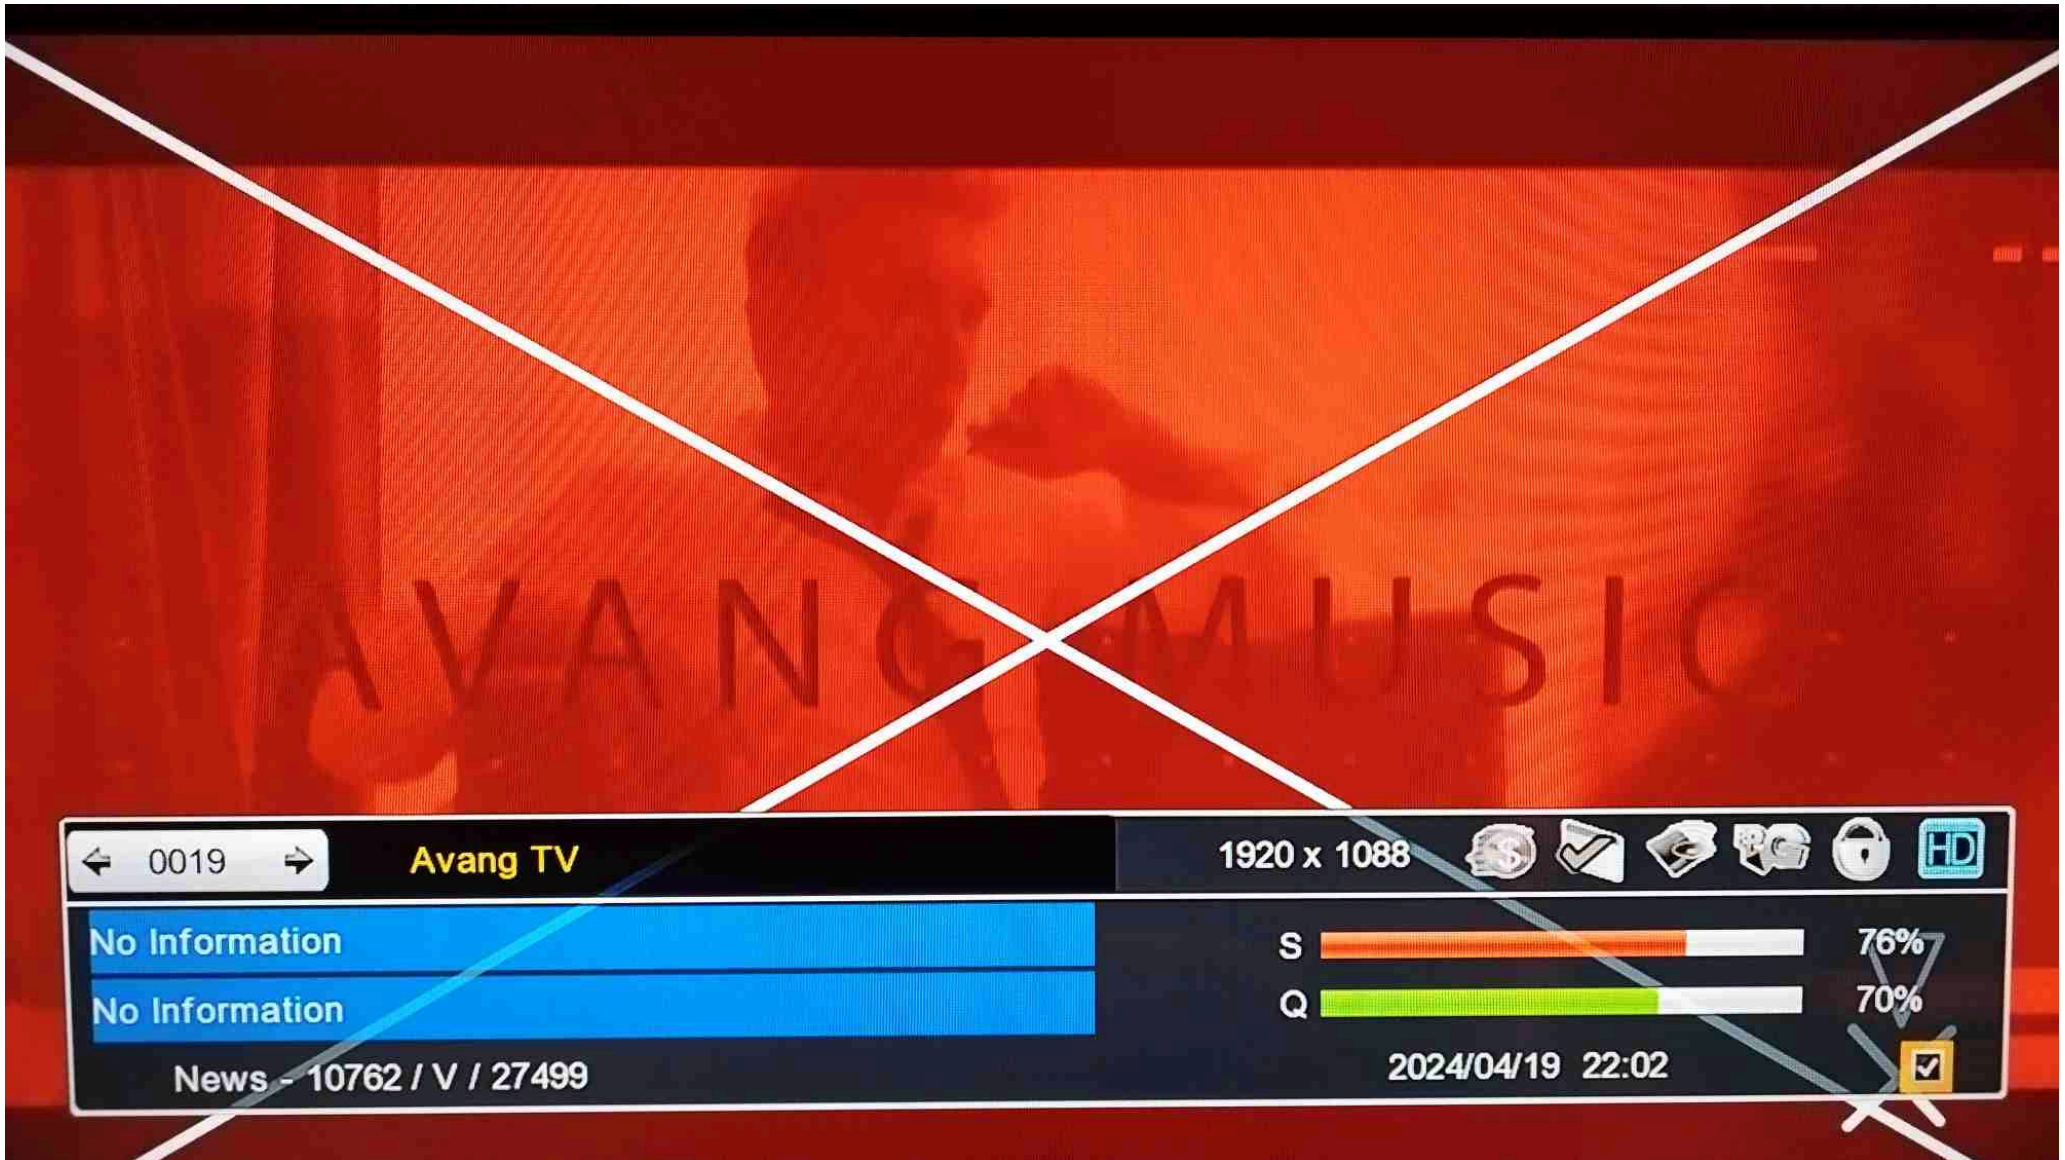 AVANG MUSIC
0019
Avang TV
1920 x 1088
HD
No Information
S 76%
No Information
Q 70%
News - 10762 / V / 27499
2024/04/19 22:02